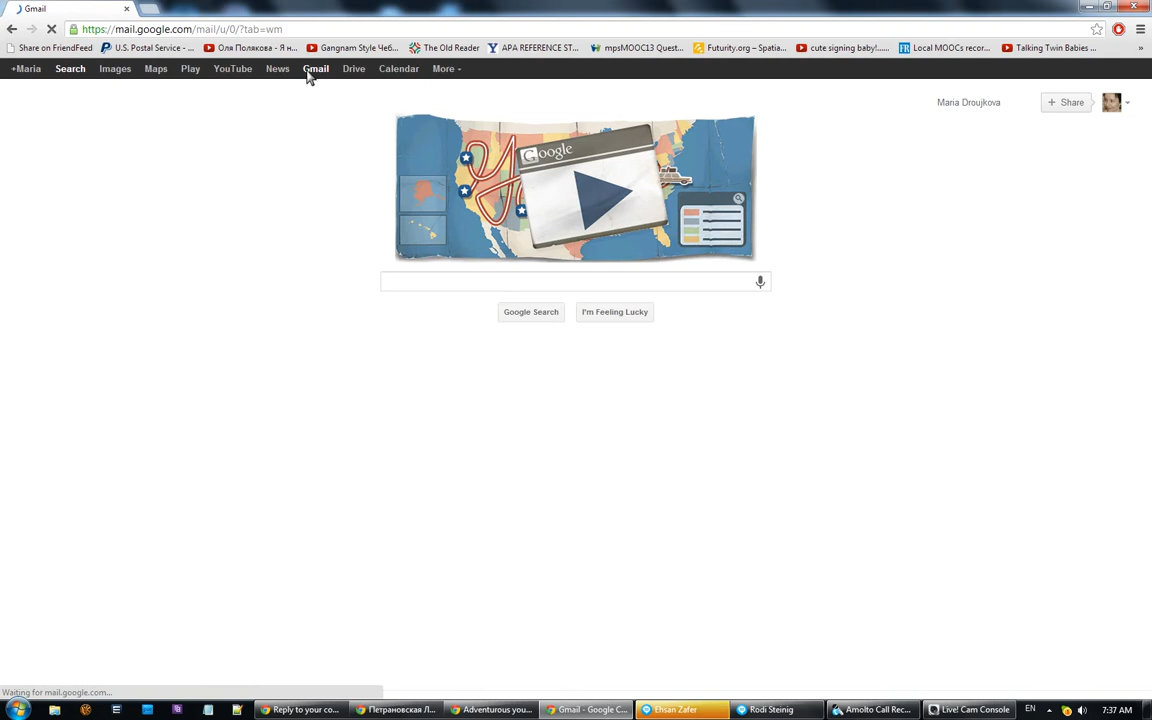 Gmail
https://mail.google.com/mail/u/0/?tab=wm
Share on FriendFeed U.S. Postal Service - ... Оля Полякова - Я н... Gangnam Style Чеб... The Old Reader APA REFERENCE ST... mpsMOOC13 Quest... Futurity.org – Spatia... cute signing baby!.... Local MOOCs recor... Talking Twin Babies ... »
+Maria Search Images Maps Play YouTube News Gmail Drive Calendar More
Maria Droujkova + Share
Google
Google Search I'm Feeling Lucky
Waiting for mail.google.com...
Reply to your co... Петрановская Л... Adventurous you... Gmail - Google C... Ehsan Zafer Rodi Steinig Amolto Call Rec... Live! Cam Console EN 7:37 AM